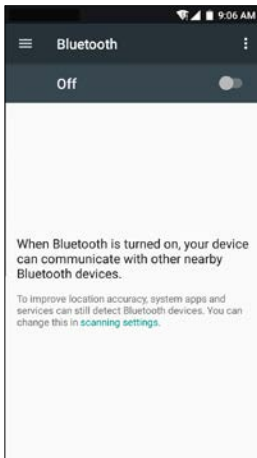 9:06 AM
Bluetooth
Off
When Bluetooth is turned on, your device
can communicate with other nearby
Bluetooth devices.
To improve location accuracy, system apps and
services can still detect Bluetooth devices. You can
change this in scanning settings.